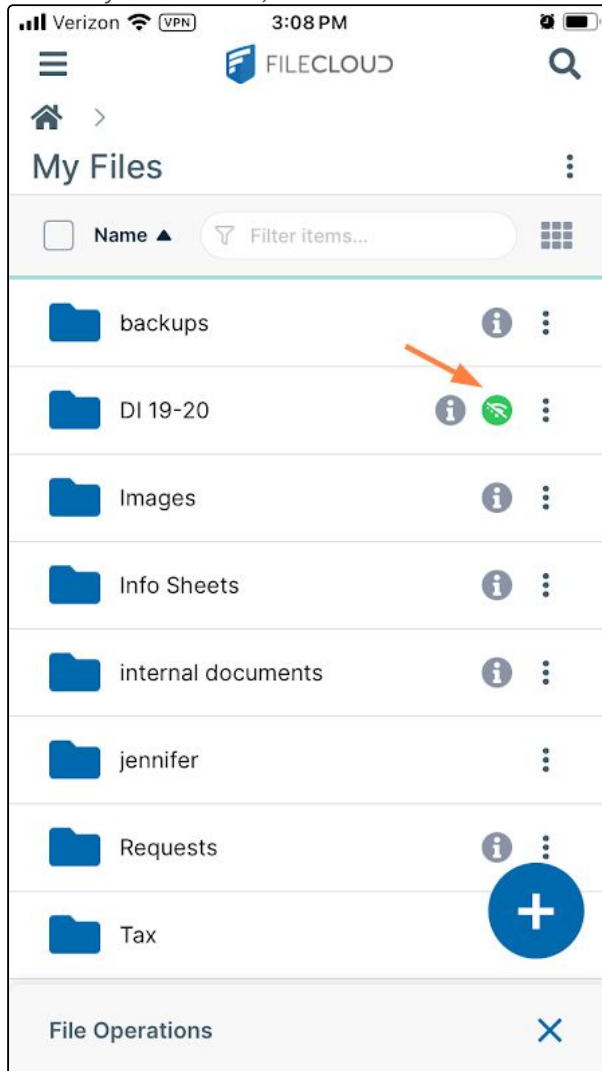 Verizon VPN 3:08 PM
FILECLOUD
My Files
Name ▲ Filter items...
backups
DI 19-20
Images
Info Sheets
internal documents
jennifer
Requests
Tax
File Operations